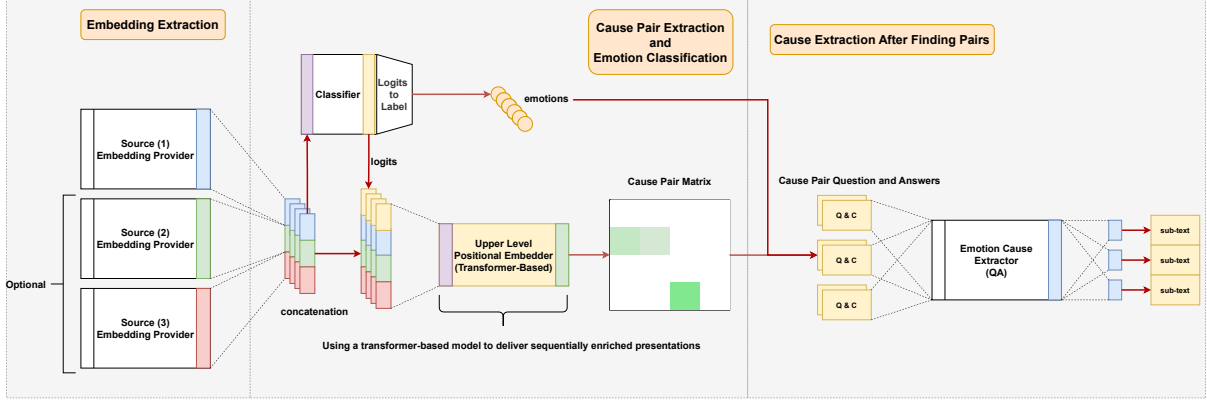 Embedding Extraction
Cause Pair Extraction
and
Emotion Classification
Cause Extraction After Finding Pairs
Classifier
Logits
to
Label
emotions
logits
Source (1)
Embedding Provider
Source (2)
Embedding Provider
Source (3)
Embedding Provider
Optional
concatenation
Upper Level
Positional Embedder
(Transformer-Based)
Using a transformer-based model to deliver sequentially enriched presentations
Cause Pair Matrix
Cause Pair Question and Answers
Q & C
Q & C
Q & C
Emotion Cause
Extractor
(QA)
sub-text
sub-text
sub-text